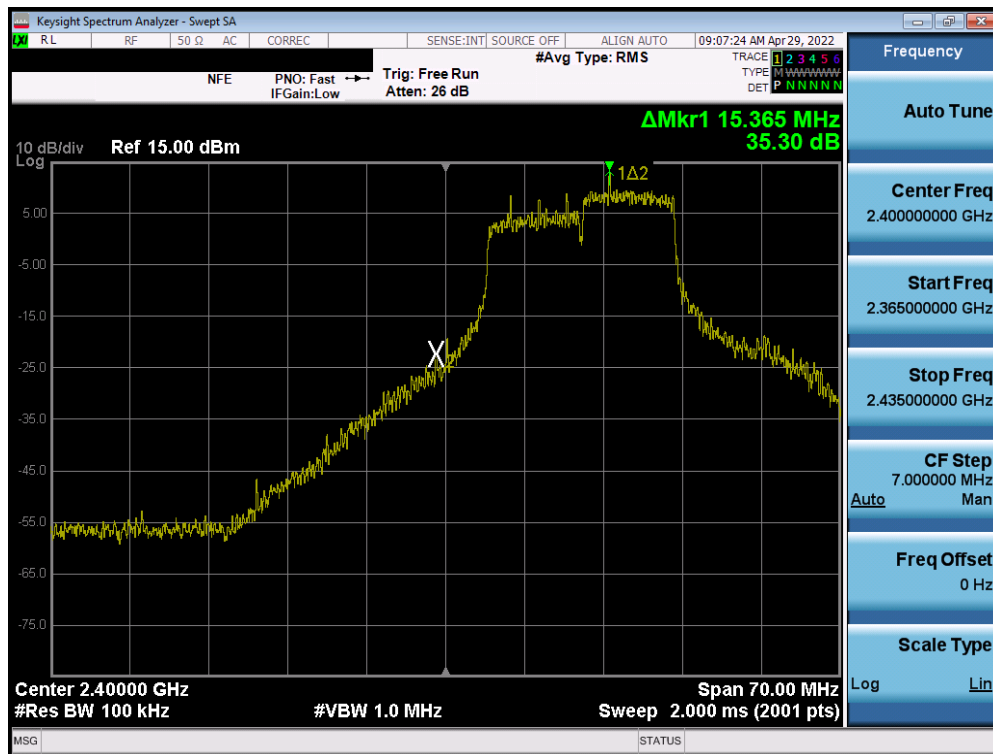 Keysight Spectrum Analyzer - Swept SA
LXI RL RF 50 Ω AC CORREC SENSE:INT SOURCE OFF ALIGN AUTO 09:07:24 AM Apr 29, 2022
#Avg Type: RMS TRACE 1 2 3 4 5 6
NFE PNO: Fast Trig: Free Run TYPE M W W W W W
IFGain:Low Atten: 26 dB DET P N N N N N
ΔMkr1 15.365 MHz
35.30 dB
10 dB/div Ref 15.00 dBm
Log
1Δ2
5.00
-5.00
-15.0
X
-25.0
-35.0
-45.0
-55.0
-65.0
-75.0
Center 2.40000 GHz Span 70.00 MHz
#Res BW 100 kHz #VBW 1.0 MHz Sweep 2.000 ms (2001 pts)
MSG STATUS
Frequency
Auto Tune
Center Freq
2.400000000 GHz
Start Freq
2.365000000 GHz
Stop Freq
2.435000000 GHz
CF Step
7.000000 MHz
Auto Man
Freq Offset
0 Hz
Scale Type
Log Lin